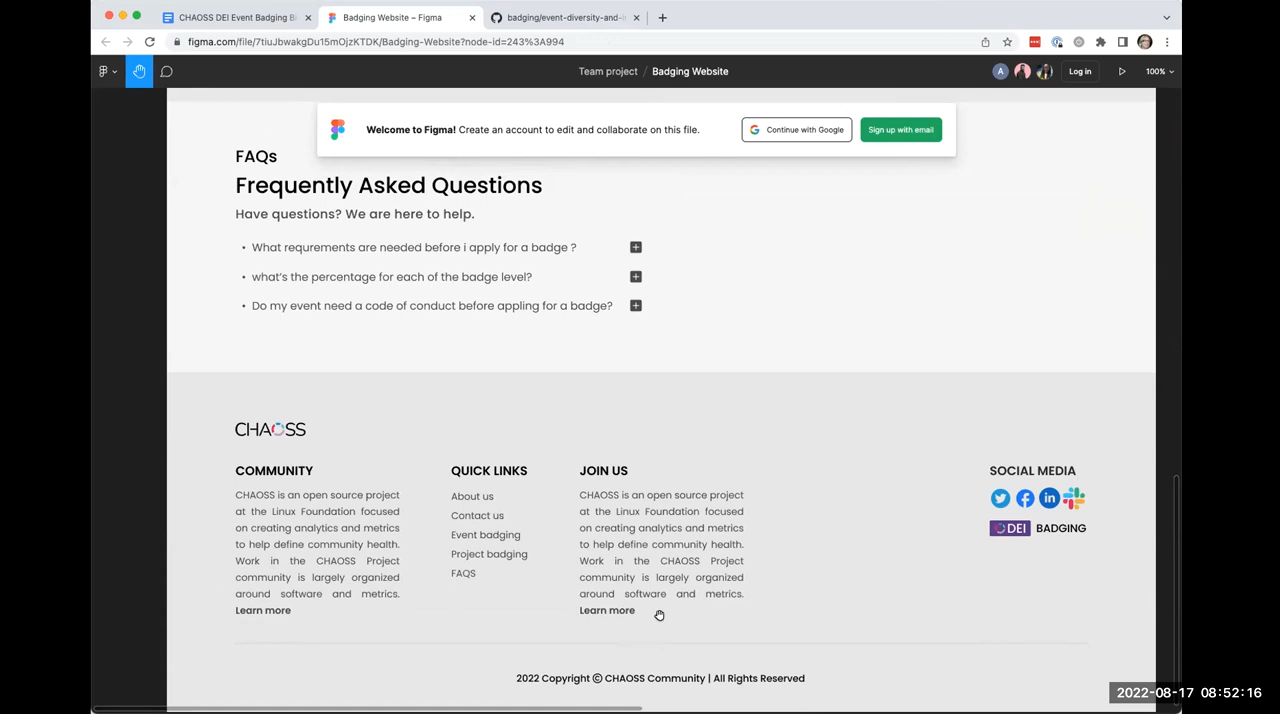 CHAOSS DEI Event Badging Bi
Badging Website – Figma
badging/event-diversity-and-in
figma.com/file/7tiuJbwakgDu15mOjzKTDK/Badging-Website?node-id=243%3A994
Team project / Badging Website
A
Log in
100%
Welcome to Figma! Create an account to edit and collaborate on this file.
Continue with Google
Sign up with email
FAQs
Frequently Asked Questions
Have questions? We are here to help.
• What requrements are needed before i apply for a badge ?
• what's the percentage for each of the badge level?
• Do my event need a code of conduct before appling for a badge?
CHAOSS
COMMUNITY
CHAOSS is an open source project
at the Linux Foundation focused
on creating analytics and metrics
to help define community health.
Work in the CHAOSS Project
community is largely organized
around software and metrics.
Learn more
QUICK LINKS
About us
Contact us
Event badging
Project badging
FAQS
JOIN US
CHAOSS is an open source project
at the Linux Foundation focused
on creating analytics and metrics
to help define community health.
Work in the CHAOSS Project
community is largely organized
around software and metrics.
Learn more
SOCIAL MEDIA
DEI BADGING
2022 Copyright © CHAOSS Community | All Rights Reserved
2022-08-17 08:52:16